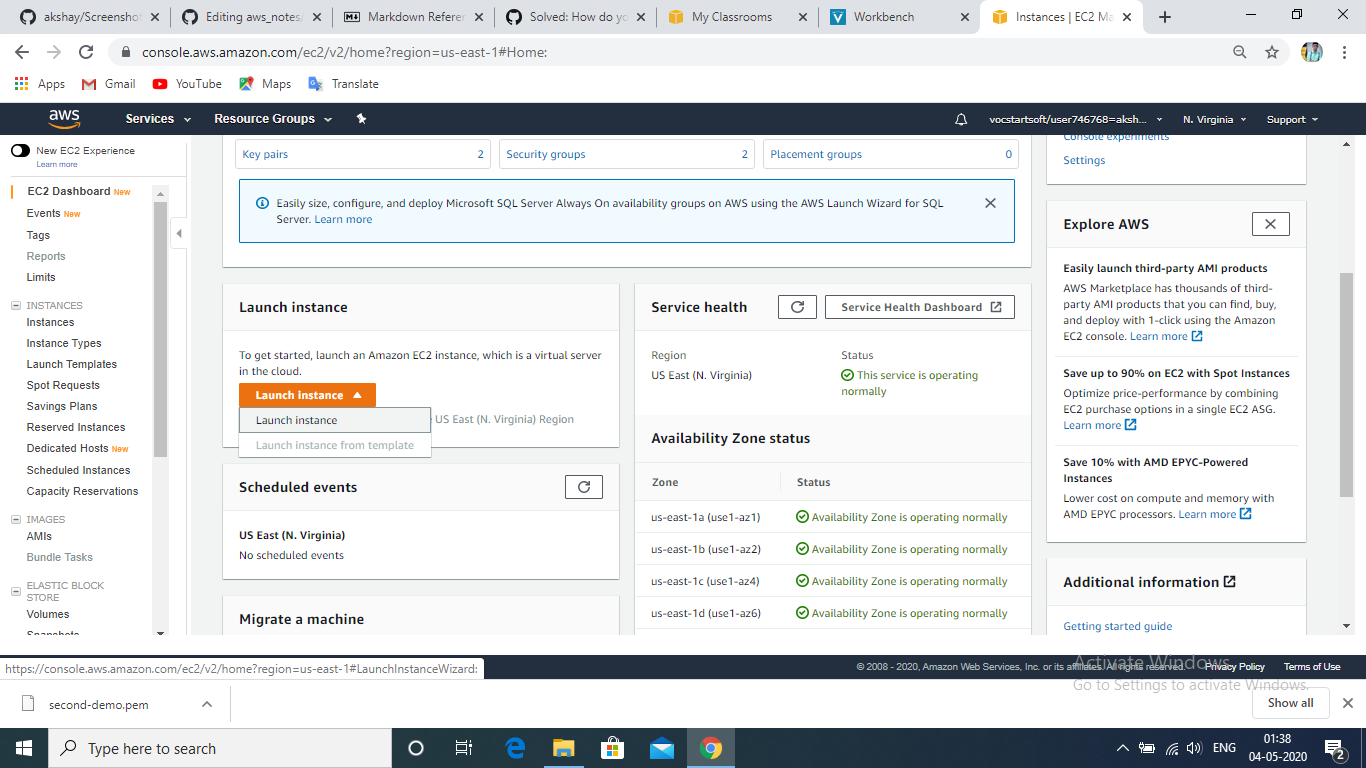 akshay/Screenshot
Editing aws_notes/
Markdown Referen
Solved: How do yo
My Classrooms
Workbench
Instances | EC2 Ma
console.aws.amazon.com/ec2/v2/home?region=us-east-1#Home:
Apps
Gmail
YouTube
Maps
Translate
aws
Services
Resource Groups
vocstartsoft/user746768=aksh...
N. Virginia
Support
New EC2 Experience
Learn more
EC2 Dashboard New
Events New
Tags
Reports
Limits
INSTANCES
Instances
Instance Types
Launch Templates
Spot Requests
Savings Plans
Reserved Instances
Dedicated Hosts New
Scheduled Instances
Capacity Reservations
IMAGES
AMIs
Bundle Tasks
ELASTIC BLOCK
STORE
Volumes
Snapshots
Key pairs 2
Security groups 2
Placement groups 0
Easily size, configure, and deploy Microsoft SQL Server Always On availability groups on AWS using the AWS Launch Wizard for SQL
Server. Learn more
Launch instance
To get started, launch an Amazon EC2 instance, which is a virtual server
in the cloud.
Launch instance
Launch instance
US East (N. Virginia) Region
Launch instance from template
Scheduled events
US East (N. Virginia)
No scheduled events
Migrate a machine
Service health
Service Health Dashboard
Region
Status
US East (N. Virginia)
This service is operating
normally
Availability Zone status
Zone
Status
us-east-1a (use1-az1)
Availability Zone is operating normally
us-east-1b (use1-az2)
Availability Zone is operating normally
us-east-1c (use1-az4)
Availability Zone is operating normally
us-east-1d (use1-az6)
Availability Zone is operating normally
Console experiments
Settings
Explore AWS
Easily launch third-party AMI products
AWS Marketplace has thousands of third-
party AMI products that you can find, buy,
and deploy with 1-click using the Amazon
EC2 console. Learn more
Save up to 90% on EC2 with Spot Instances
Optimize price-performance by combining
EC2 purchase options in a single EC2 ASG.
Learn more
Save 10% with AMD EPYC-Powered
Instances
Lower cost on compute and memory with
AMD EPYC processors. Learn more
Additional information
Getting started guide
https://console.aws.amazon.com/ec2/v2/home?region=us-east-1#LaunchInstanceWizard:
© 2008 - 2020, Amazon Web Services, Inc. or its affiliates. All rights reserved.
Privacy Policy
Terms of Use
Activate Windows
Go to Settings to activate Windows.
second-demo.pem
Show all
Type here to search
ENG
01:38
04-05-2020
2